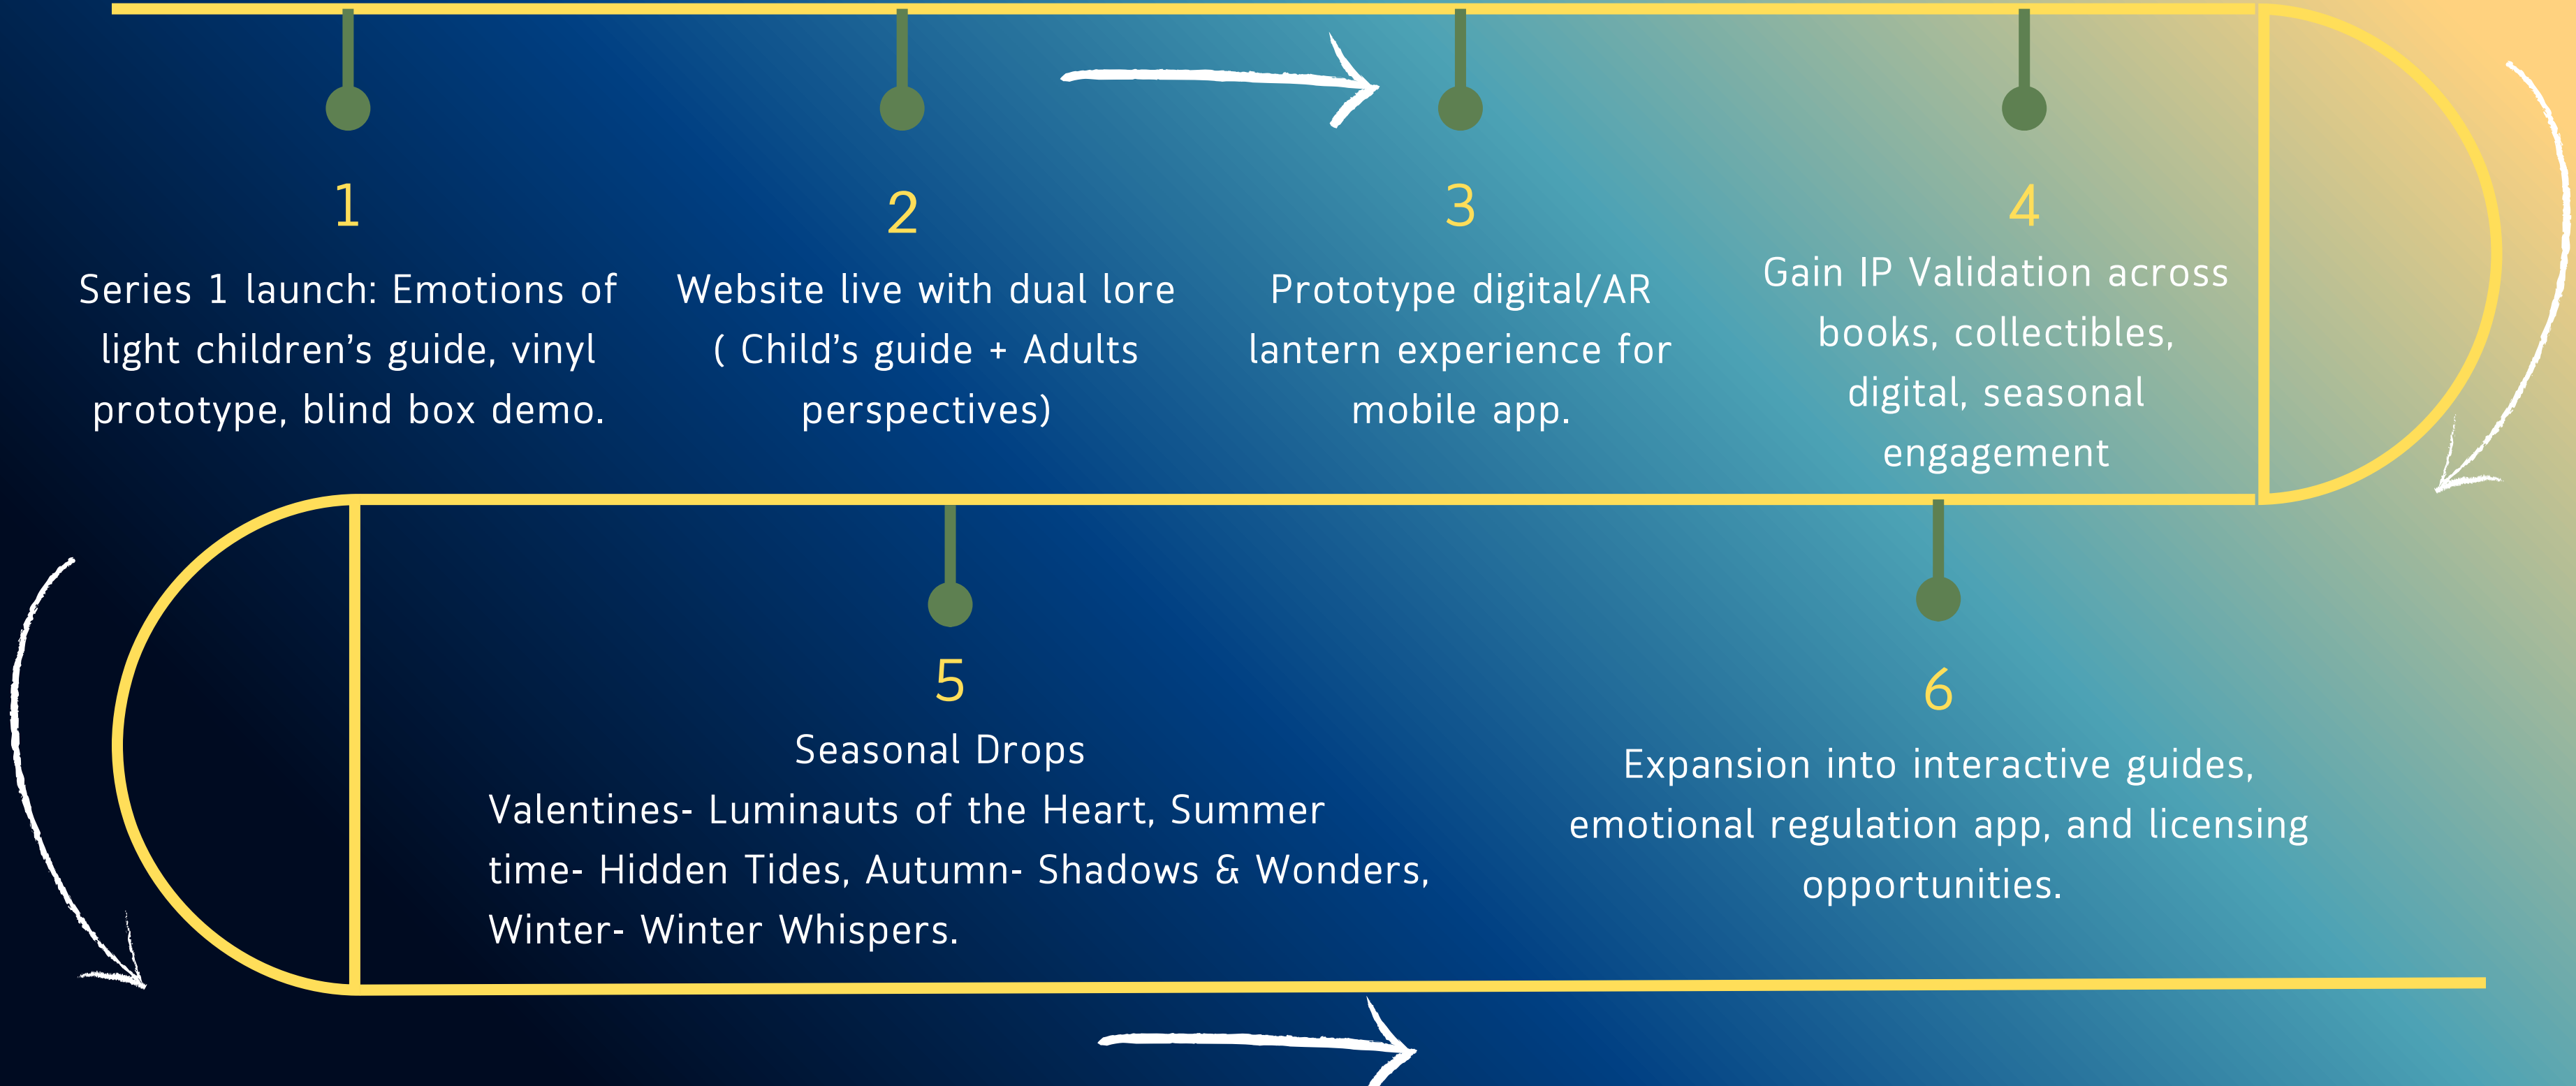 1
Series 1 launch: Emotions of
light children's guide, vinyl
prototype, blind box demo.
2
Website live with dual lore
( Child's guide + Adults
perspectives)
3
Prototype digital/AR
lantern experience for
mobile app.
4
Gain IP Validation across
books, collectibles,
digital, seasonal
engagement
5
Seasonal Drops
Valentines- Luminauts of the Heart, Summer
time- Hidden Tides, Autumn- Shadows & Wonders,
Winter- Winter Whispers.
6
Expansion into interactive guides,
emotional regulation app, and licensing
opportunities.